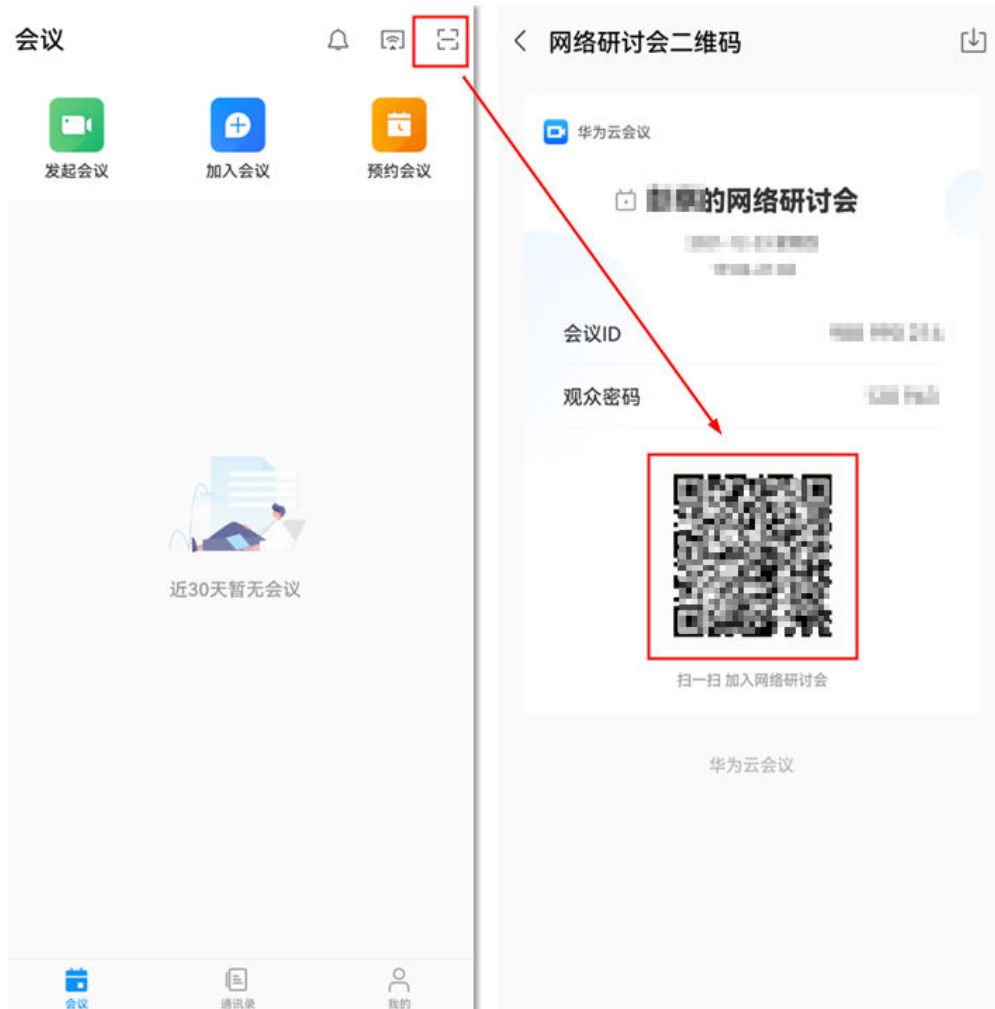 会议
发起会议
加入会议
预约会议
近30天暂无会议
会议
通讯录
我的
网络研讨会二维码
华为云会议
的网络研讨会
会议ID
观众密码
扫一扫 加入网络研讨会
华为云会议